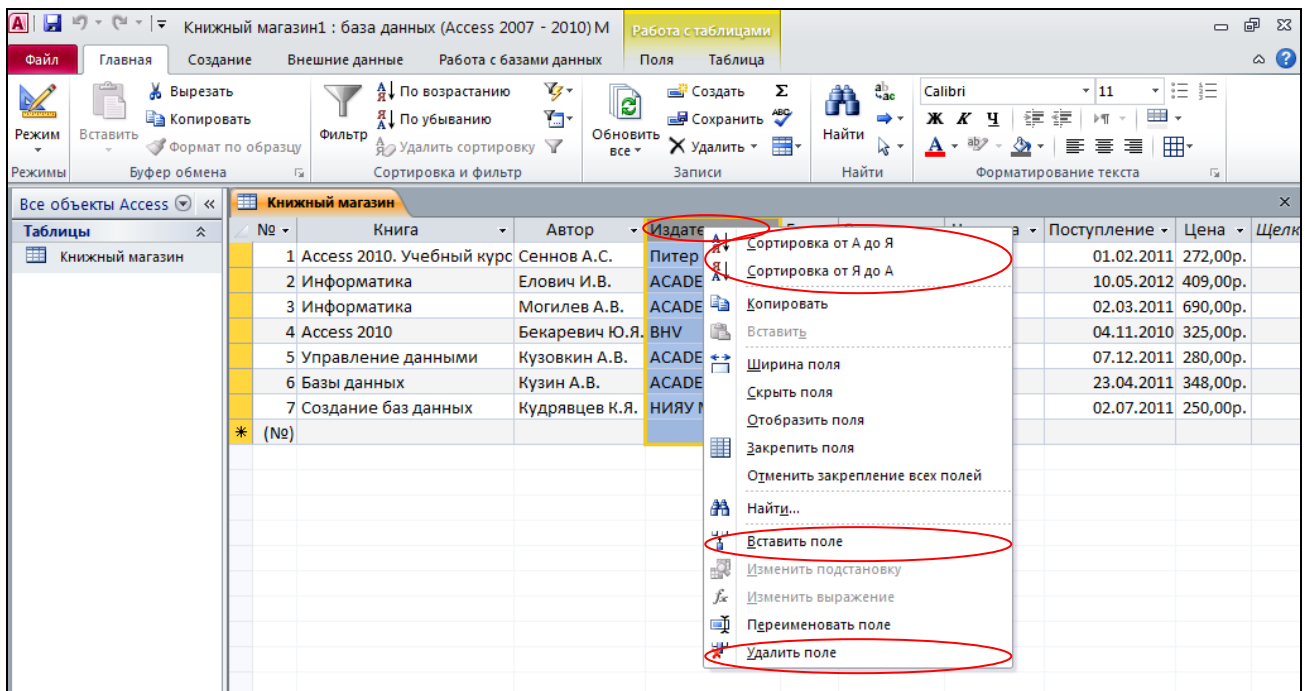 Книжный магазин1 : база данных (Access 2007 - 2010) М
Работа с таблицами
Файл Главная Создание Внешние данные Работа с базами данных Поля Таблица
Режим
Режимы
Вставить
Вырезать
Копировать
Формат по образцу
Буфер обмена
Фильтр
По возрастанию
По убыванию
Удалить сортировку
Сортировка и фильтр
Обновить
все
Создать
Сохранить
Удалить
Записи
Найти
Найти
Calibri 11
Ж К Ч
Форматирование текста
Все объекты Access
Таблицы
Книжный магазин
Книжный магазин
№ Книга Автор Издате Поступление Цена Щелк
1 Access 2010. Учебный курс Сеннов А.С. Питер 01.02.2011 272,00р.
2 Информатика Елович И.В. ACADE 10.05.2012 409,00р.
3 Информатика Могилев А.В. ACADE 02.03.2011 690,00р.
4 Access 2010 Бекаревич Ю.Я. BHV 04.11.2010 325,00р.
5 Управление данными Кузовкин А.В. ACADE 07.12.2011 280,00р.
6 Базы данных Кузин А.В. ACADE 23.04.2011 348,00р.
7 Создание баз данных Кудрявцев К.Я. НИЯУ 02.07.2011 250,00р.
(№)
Сортировка от А до Я
Сортировка от Я до А
Копировать
Вставить
Ширина поля
Скрыть поля
Отобразить поля
Закрепить поля
Отменить закрепление всех полей
Найти...
Вставить поле
Изменить подстановку
Изменить выражение
Переименовать поле
Удалить поле